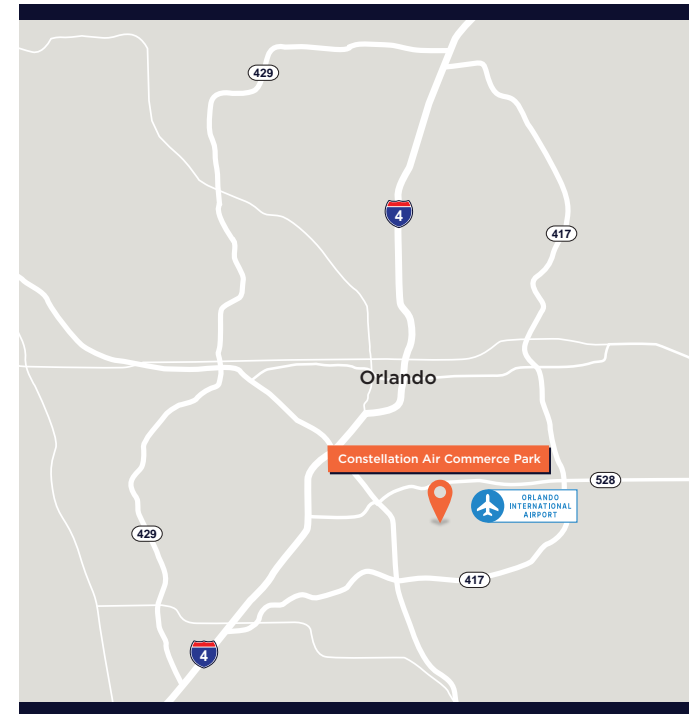 429
4
417
Orlando
Constellation Air Commerce Park
528
ORLANDO
INTERNATIONAL
AIRPORT
429
417
4